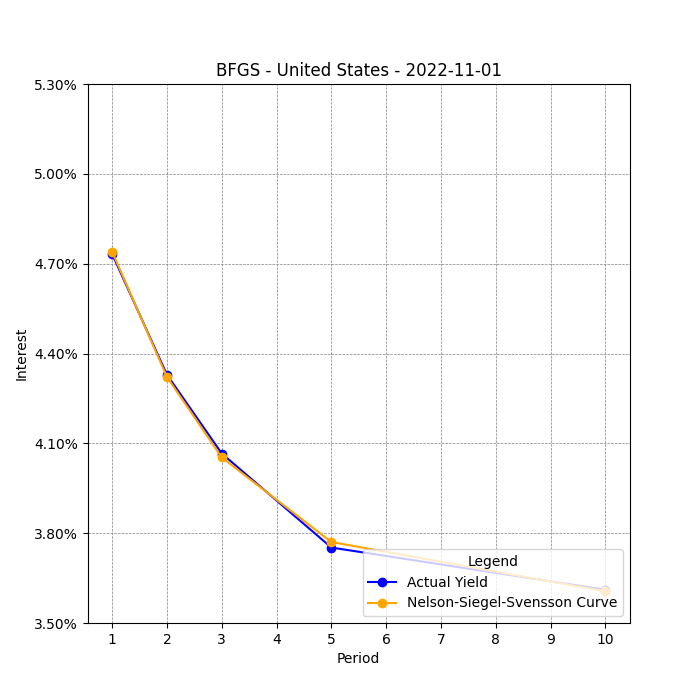 BFGS - United States - 2022-11-01
5.30%
5.00%
4.70%
4.40%
4.10%
3.80%
3.50%
Interest
1 2 3 4 5 6 7 8 9 10
Period
Legend
Actual Yield
Nelson-Siegel-Svensson Curve